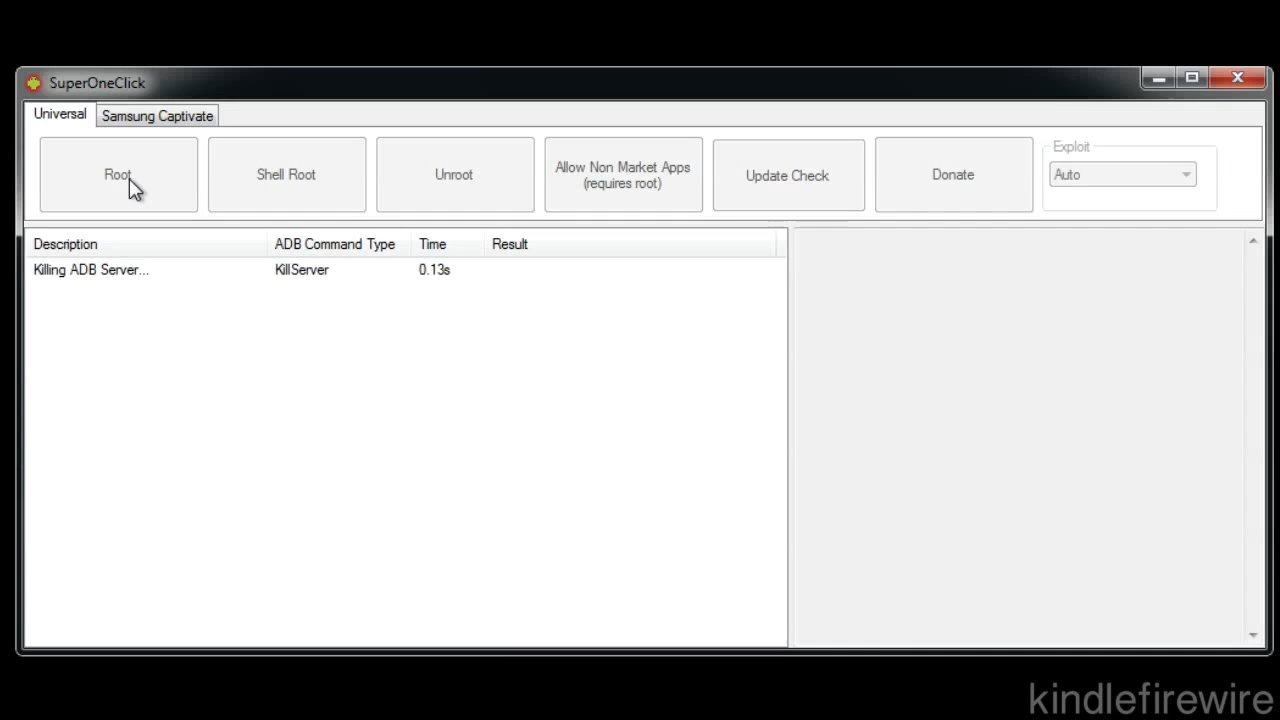 SuperOneClick
Universal
Samsung Captivate
Root
Shell Root
Unroot
Allow Non Market Apps
(requires root)
Update Check
Donate
Exploit
Auto
Description ADB Command Type Time Result
Killing ADB Server... KillServer 0.13s
kindlefirewire